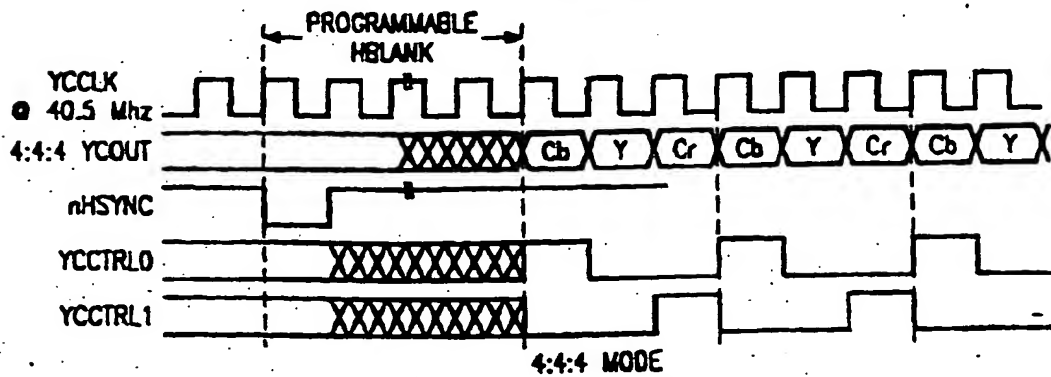 PROGRAMMABLE
HBLANK
YCCLK
@ 40.5 Mhz
4:4:4 YCOUT
Cb Y Cr Cb Y Cr Cb Y
nHSYNC
YCCTRL0
YCCTRL1
4:4:4 MODE